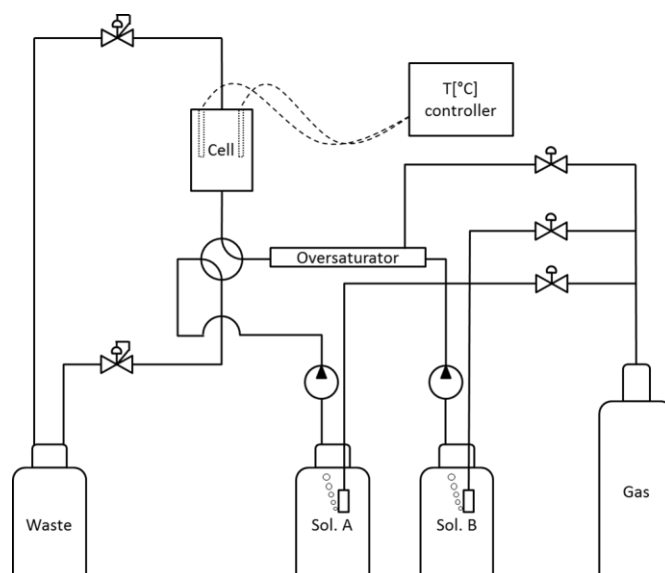 T[°C]
controller
Cell
Oversaturator
Waste
Sol. A
Sol. B
Gas